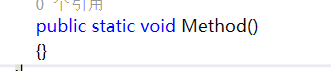 0 个引用
public static void Method()
{}